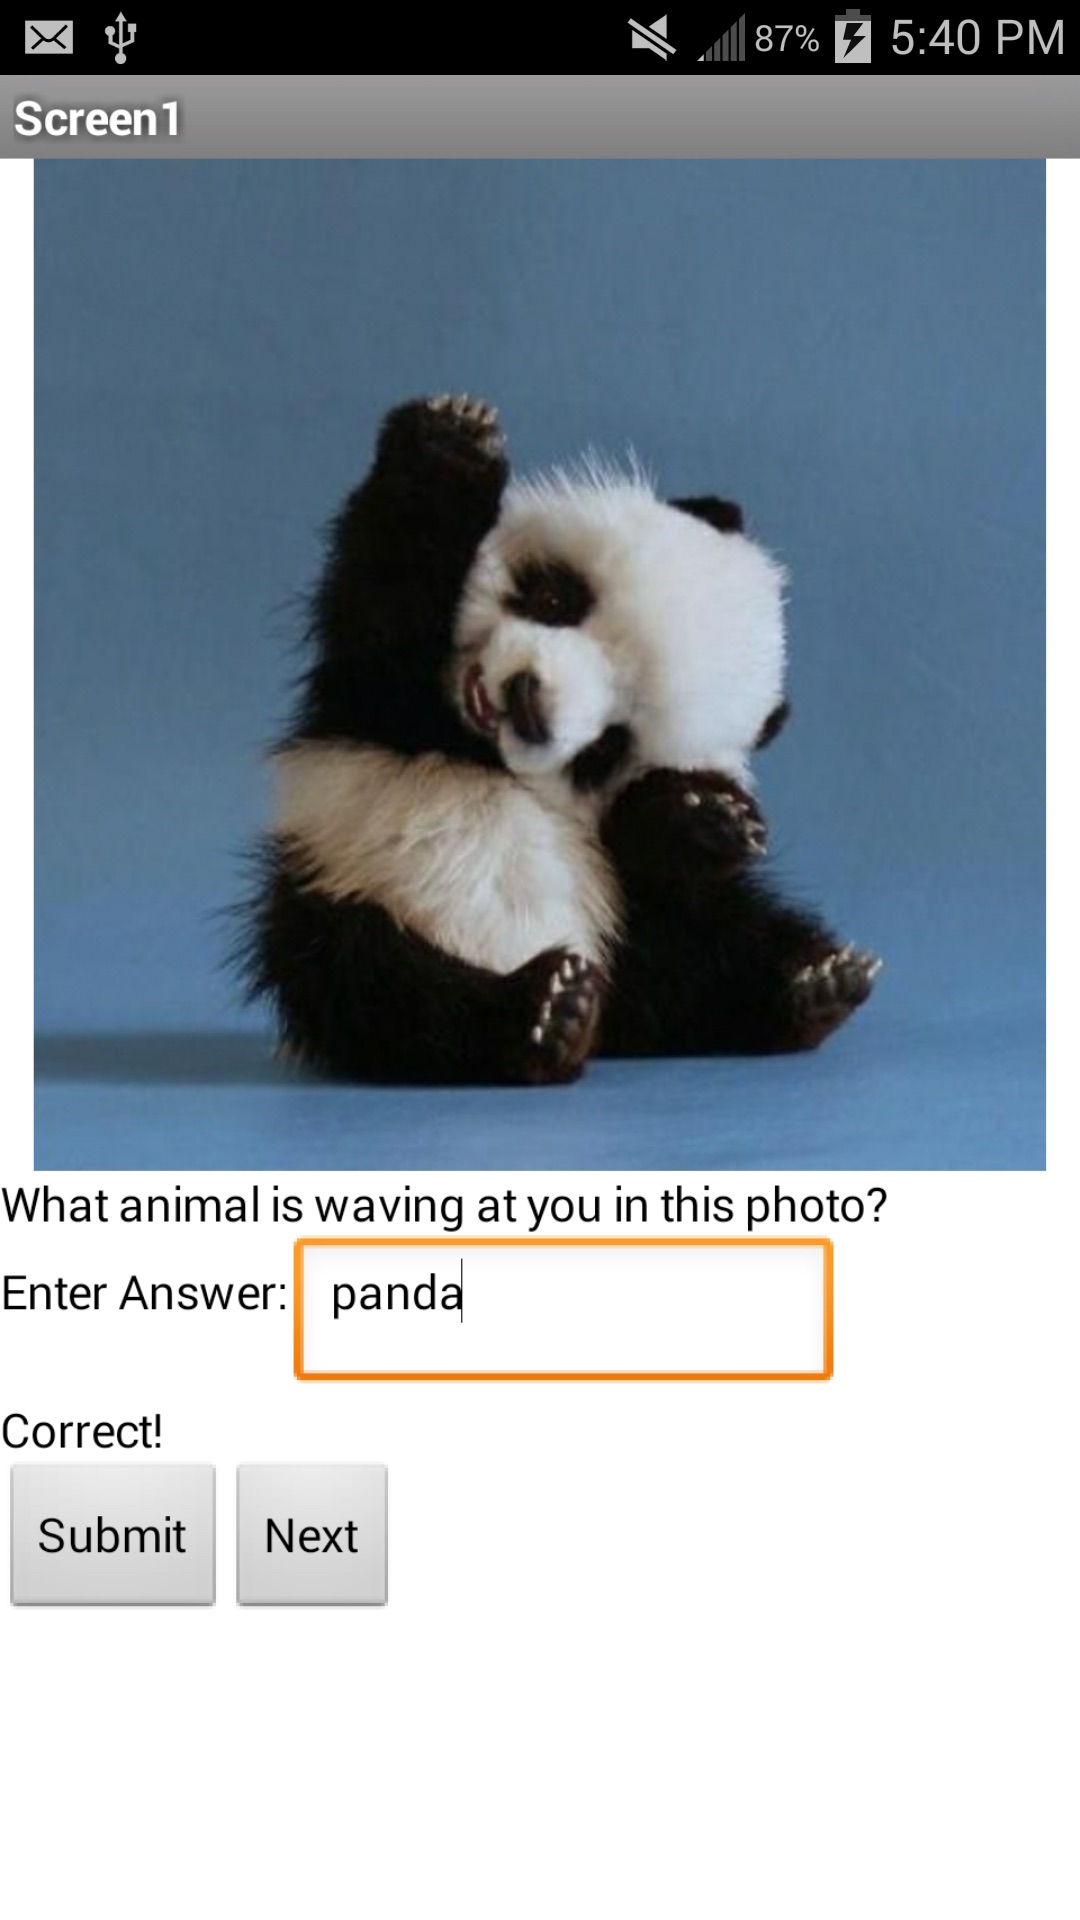 87% 5:40 PM
Screen1
What animal is waving at you in this photo?
Enter Answer: panda
Correct!
Submit Next